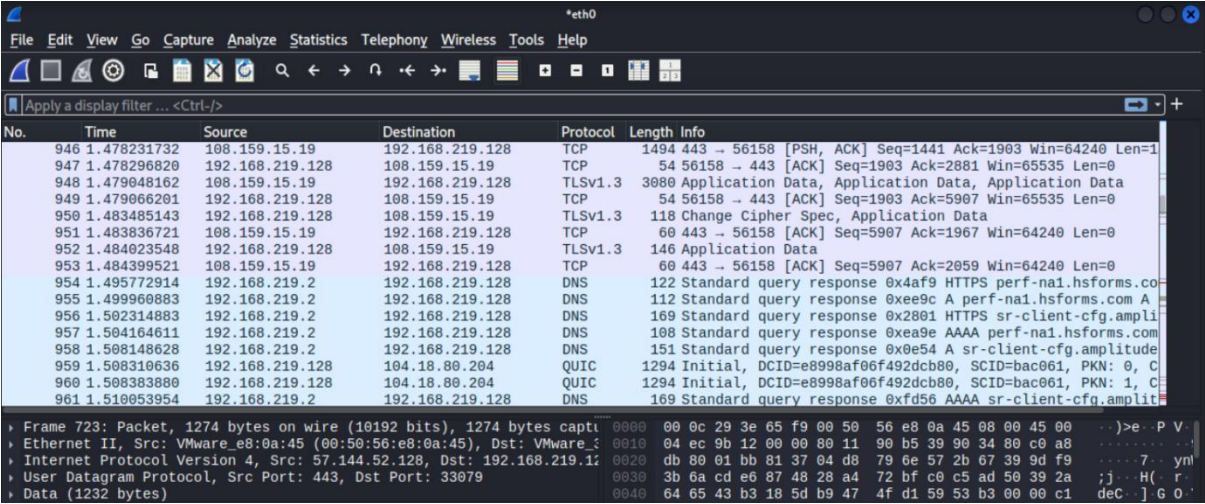 *eth0
File Edit View Go Capture Analyze Statistics Telephony Wireless Tools Help
Apply a display filter ... <Ctrl-/>
No. Time Source Destination Protocol Length Info
946 1.478231732 108.159.15.19 192.168.219.128 TCP 1494 443 → 56158 [PSH, ACK] Seq=1441 Ack=1903 Win=64240 Len=1
947 1.478296820 192.168.219.128 108.159.15.19 TCP 54 56158 → 443 [ACK] Seq=1903 Ack=2881 Win=65535 Len=0
948 1.479048162 108.159.15.19 192.168.219.128 TLSv1.3 3080 Application Data, Application Data, Application Data
949 1.479066201 192.168.219.128 108.159.15.19 TCP 54 56158 → 443 [ACK] Seq=1903 Ack=5907 Win=65535 Len=0
950 1.483485143 192.168.219.128 108.159.15.19 TLSv1.3 118 Change Cipher Spec, Application Data
951 1.483836721 108.159.15.19 192.168.219.128 TCP 60 443 → 56158 [ACK] Seq=5907 Ack=1967 Win=64240 Len=0
952 1.484023548 192.168.219.128 108.159.15.19 TLSv1.3 146 Application Data
953 1.484399521 108.159.15.19 192.168.219.128 TCP 60 443 → 56158 [ACK] Seq=5907 Ack=2059 Win=64240 Len=0
954 1.495772914 192.168.219.2 192.168.219.128 DNS 122 Standard query response 0x4af9 HTTPS perf-na1.hsforms.co
955 1.499960883 192.168.219.2 192.168.219.128 DNS 112 Standard query response 0xee9c A perf-na1.hsforms.com A
956 1.502314883 192.168.219.2 192.168.219.128 DNS 169 Standard query response 0x2801 HTTPS sr-client-cfg.ampli
957 1.504164611 192.168.219.2 192.168.219.128 DNS 108 Standard query response 0xea9e AAAA perf-na1.hsforms.com
958 1.508148628 192.168.219.2 192.168.219.128 DNS 151 Standard query response 0x0e54 A sr-client-cfg.amplitude
959 1.508310636 192.168.219.128 104.18.80.204 QUIC 1294 Initial, DCID=e8998af06f492dcb80, SCID=bac061, PKN: 0, C
960 1.508383880 192.168.219.128 104.18.80.204 QUIC 1294 Initial, DCID=e8998af06f492dcb80, SCID=bac061, PKN: 1, C
961 1.510053954 192.168.219.2 192.168.219.128 DNS 169 Standard query response 0xfd56 AAAA sr-client-cfg.amplit
Frame 723: Packet, 1274 bytes on wire (10192 bits), 1274 bytes captu 0000 00 0c 29 3e 65 f9 00 50 56 e8 0a 45 08 00 45 00 ··)>e··P V·
Ethernet II, Src: VMware_e8:0a:45 (00:50:56:e8:0a:45), Dst: VMware_3 0010 04 ec 9b 12 00 00 80 11 90 b5 39 90 34 80 c0 a8
Internet Protocol Version 4, Src: 57.144.52.128, Dst: 192.168.219.12 0020 db 80 01 bb 81 37 04 d8 79 6e 57 2b 67 39 9d f9 ·····7·· ynW
User Datagram Protocol, Src Port: 443, Dst Port: 33079 0030 3b 6a cd e6 87 48 28 a4 72 bf c0 c5 ad 50 39 2a ;j···H(· r·
Data (1232 bytes) 0040 64 65 43 b3 18 5d b9 47 4f d1 59 53 b3 00 00 c1 deC··]·G O·Y